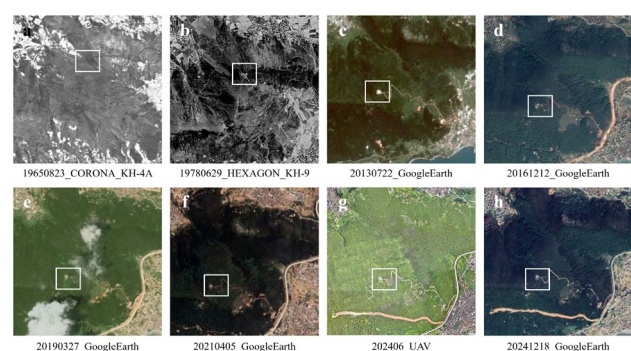 a
b
c
d
19650823_CORONA_KH-4A
19780629_HEXAGON_KH-9
20130722_GoogleEarth
20161212_GoogleEarth
e
f
g
h
20190327_GoogleEarth
20210405_GoogleEarth
202406_UAV
20241218_GoogleEarth